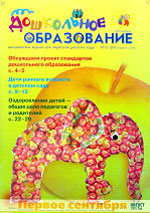 ДОШКОЛЬНОЕ
ОБРАЗОВАНИЕ
Обсуждаем проект стандартов
дошкольного образования
с. 4–5
Дети раннего возраста
в детском саду
с. 8–15
Оздоровление детей —
общее дело педагогов
и родителей
с. 22–29
Первое сентября